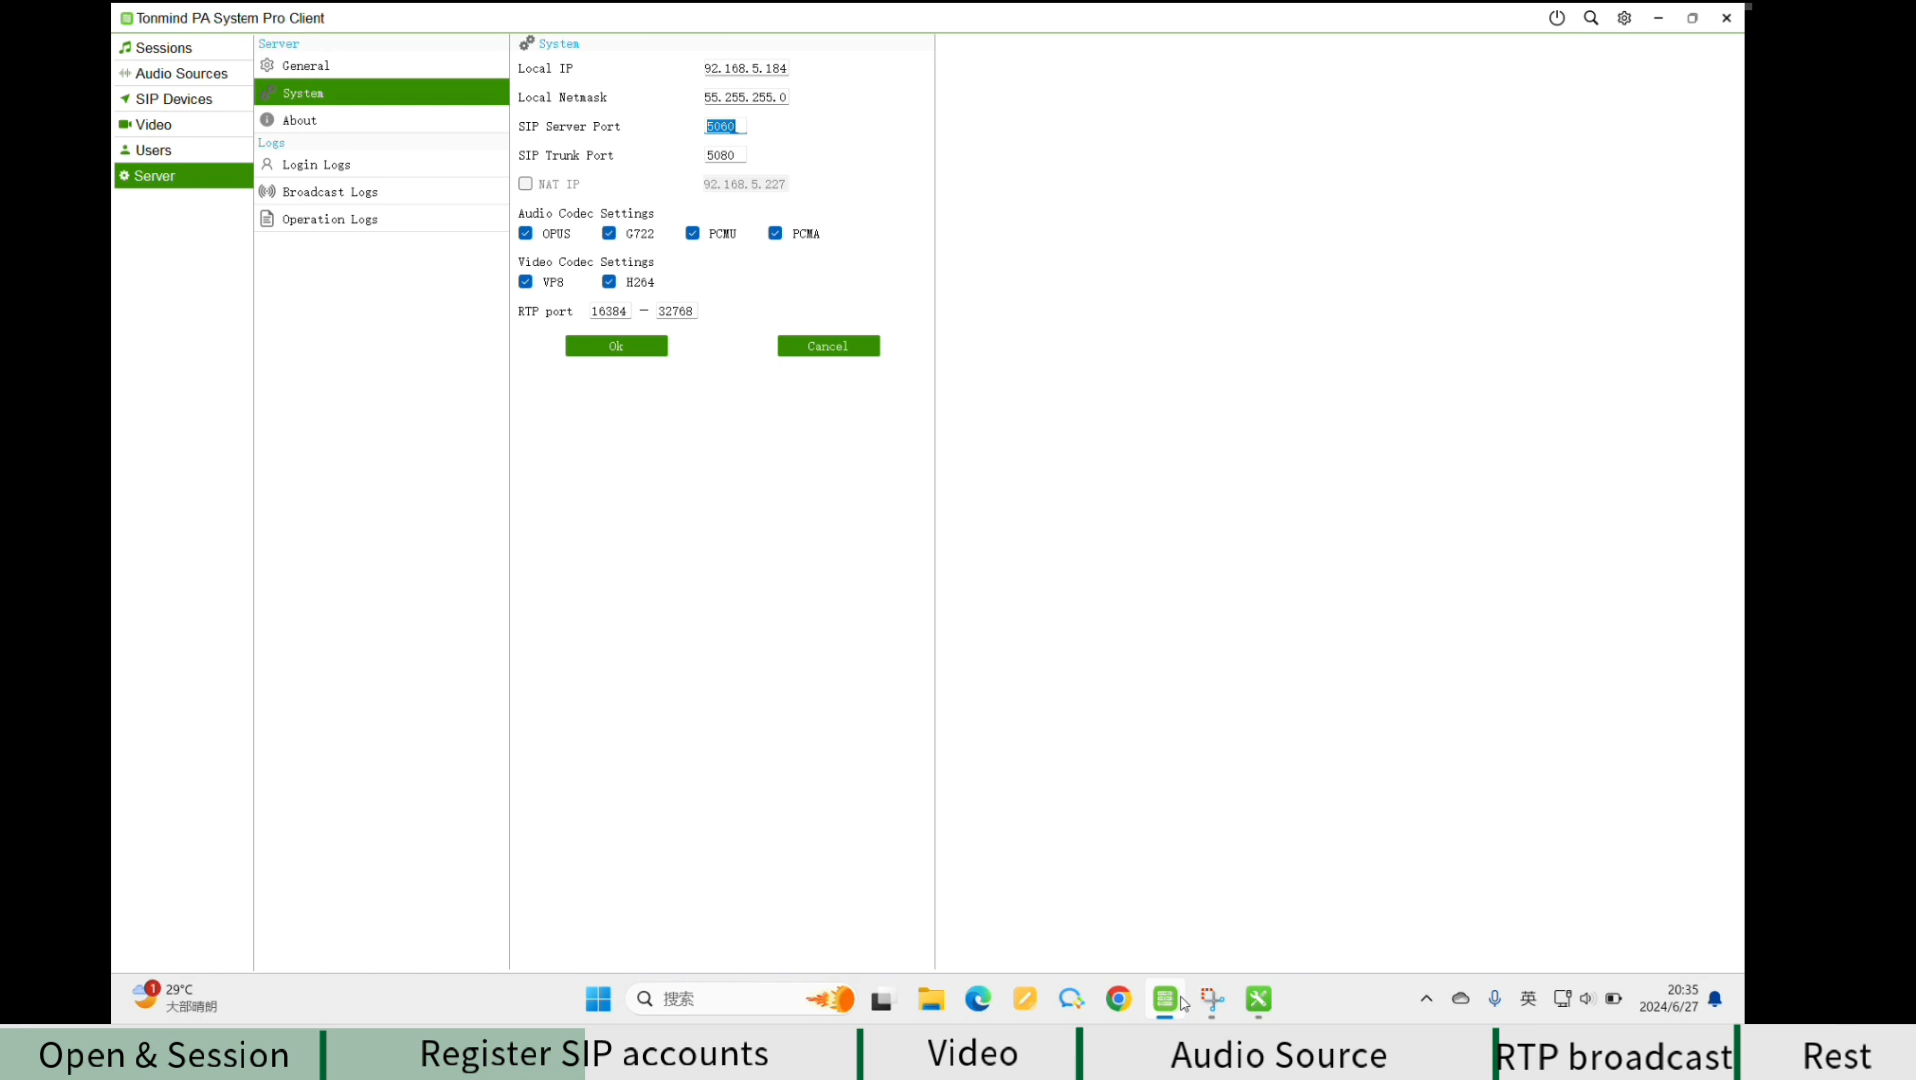 Tonmind PA System Pro Client
Sessions
Audio Sources
SIP Devices
Video
Users
Server
Server
General
System
About
Logs
Login Logs
Broadcast Logs
Operation Logs
System
Local IP 92.168.5.184
Local Netmask 55.255.255.0
SIP Server Port 5060
SIP Trunk Port 5080
NAT IP 92.168.5.227
Audio Codec Settings
OPUS G722 PCMU PCMA
Video Codec Settings
VP8 H264
RTP port 16384 — 32768
Ok Cancel
1
29°C
大部晴朗
搜索
英
20:35
2024/6/27
Open & Session Register SIP accounts Video Audio Source RTP broadcast Rest